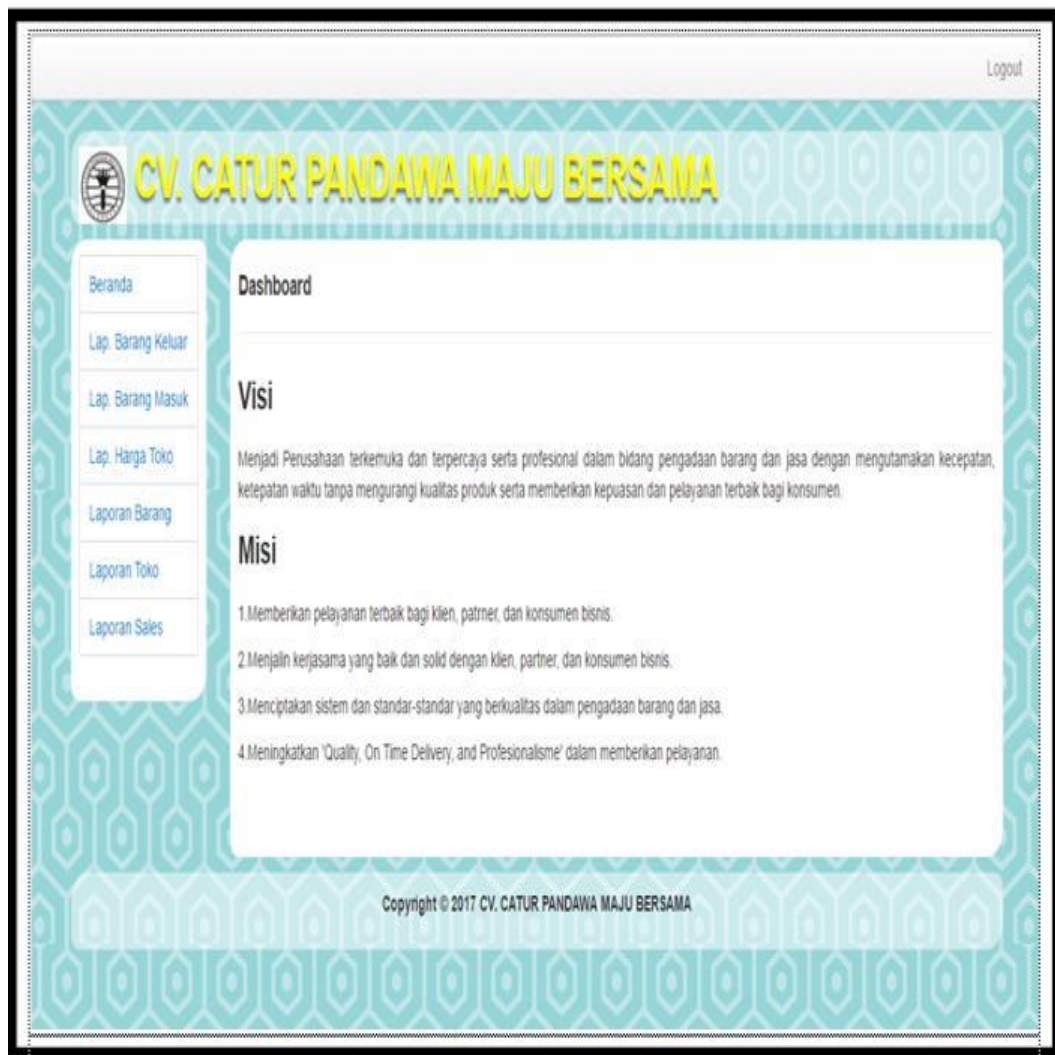 Logout
CV. CATUR PANDAWA MAJU BERSAMA
Beranda
Lap. Barang Keluar
Lap. Barang Masuk
Lap. Harga Toko
Laporan Barang
Laporan Toko
Laporan Sales
Dashboard
Visi
Menjadi Perusahaan terkemuka dan terpercaya serta profesional dalam bidang pengadaan barang dan jasa dengan mengutamakan kecepatan,
ketepatan waktu tanpa mengurangi kualitas produk serta memberikan kepuasan dan pelayanan terbaik bagi konsumen.
Misi
1.Memberikan pelayanan terbaik bagi klien, patrner, dan konsumen bisnis.
2.Menjalin kerjasama yang baik dan solid dengan klien, partner, dan konsumen bisnis.
3.Menciptakan sistem dan standar-standar yang berkualitas dalam pengadaan barang dan jasa.
4.Meningkatkan 'Quality, On Time Delivery, and Profesionalisme' dalam memberikan pelayanan.
Copyright © 2017 CV. CATUR PANDAWA MAJU BERSAMA